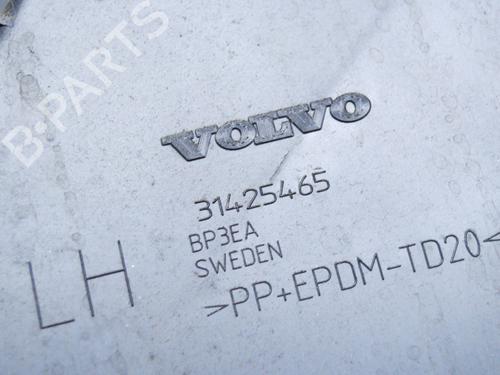 B·PARTS
VOLVO
31425465
BP3EA
SWEDEN
LH
>PP+EPDM-TD20<